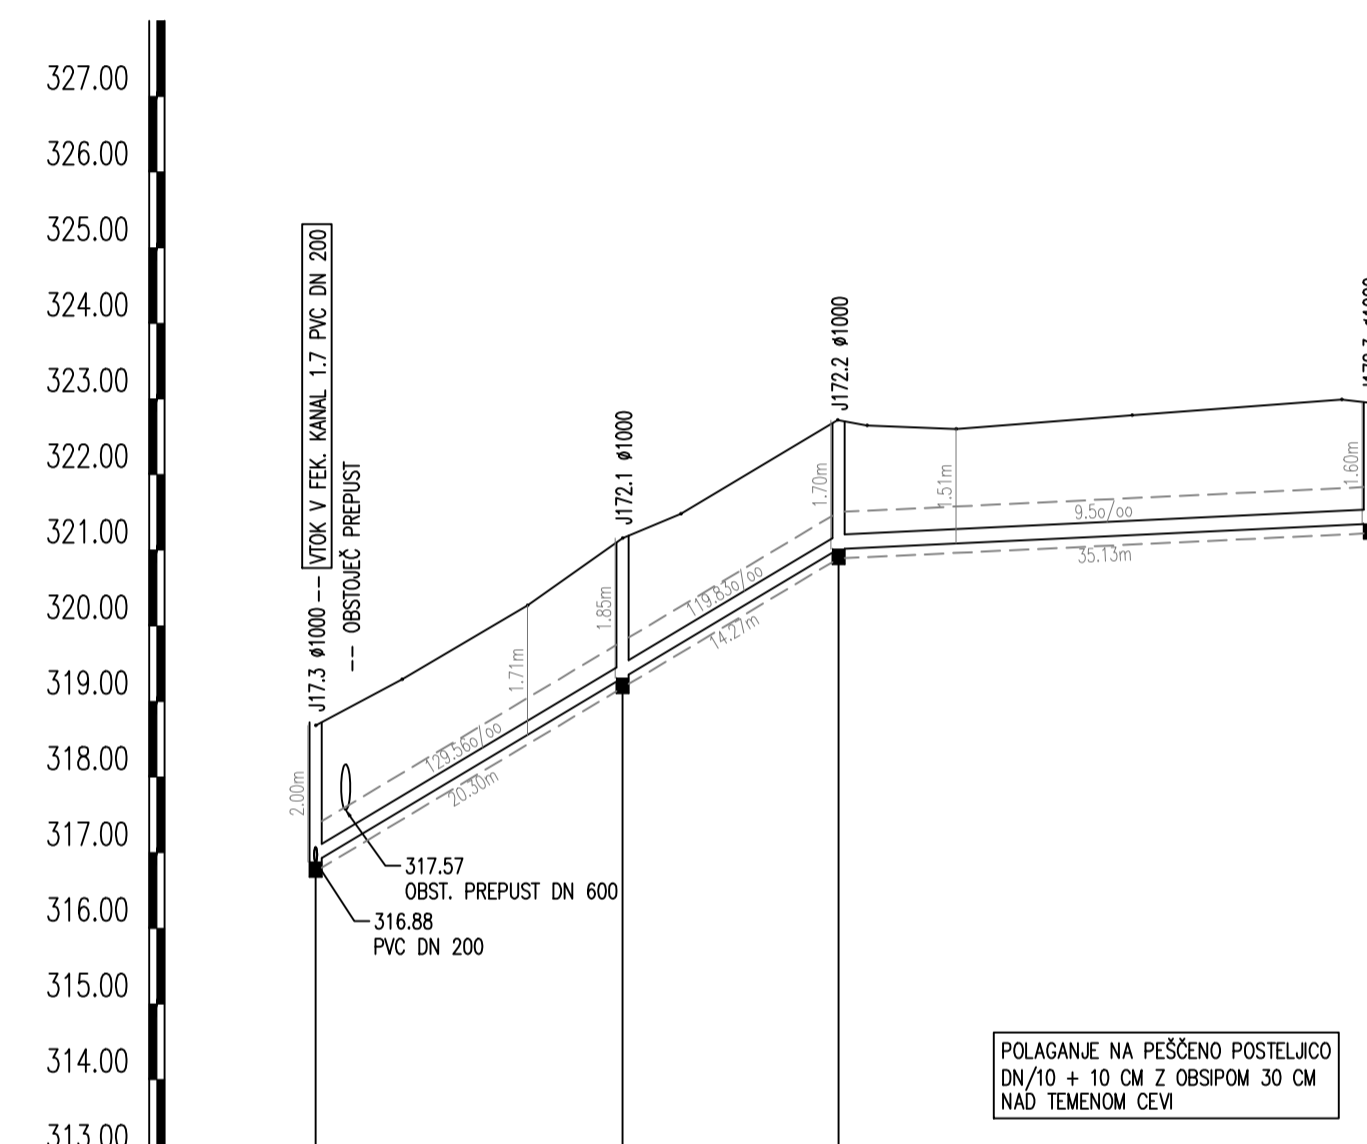 327.00
326.00
325.00
324.00
323.00
322.00
321.00
320.00
319.00
318.00
317.00
316.00
315.00
314.00
313.00
J17.3 ø1000 -- VTOK V FEK. KANAL 1.7 PVC DN 200
-- OBSTOJEČ PREPUST
J172.1 ø1000
J172.2 ø1000
2.00m
1.71m
1.85m
1.70m
1.51m
1.60m
129.56o/oo
20.30m
119.83o/oo
14.27m
9.5o/oo
35.13m
317.57
OBST. PREPUST DN 600
316.88
PVC DN 200
POLAGANJE NA PEŠČENO POSTELJICO
DN/10 + 10 CM Z OBSIPOM 30 CM
NAD TEMENOM CEVI